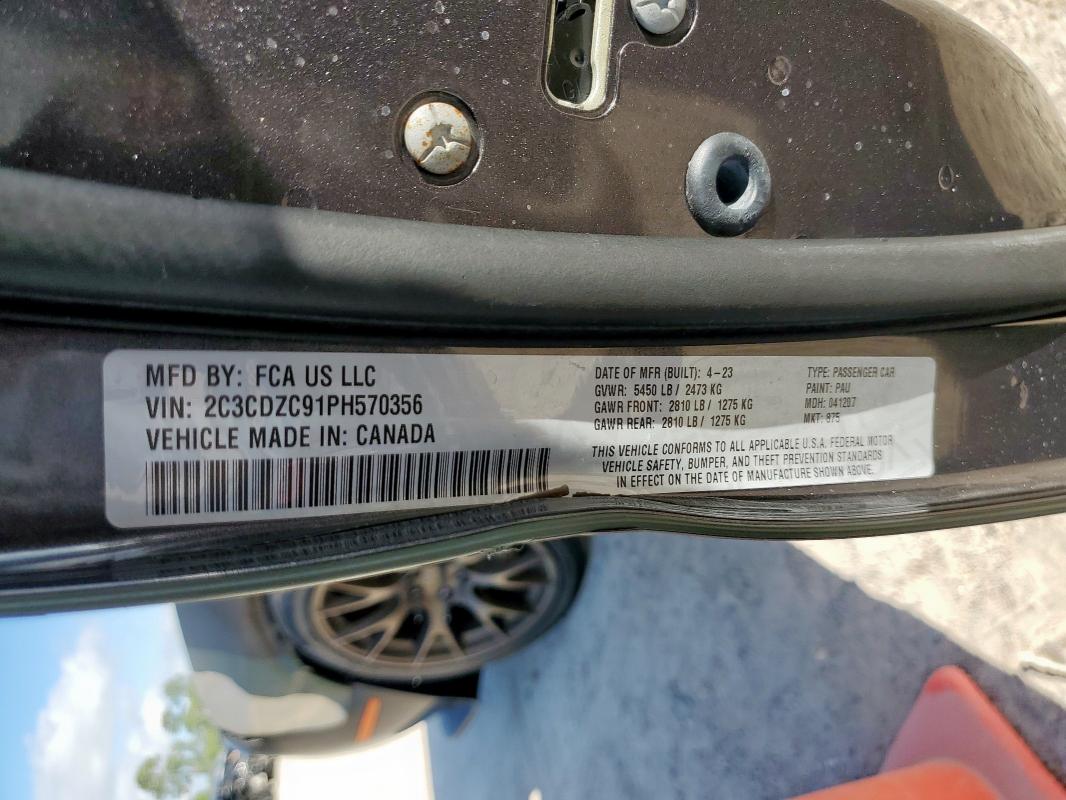 MFD BY: FCA US LLC
VIN: 2C3CDZC91PH570356
VEHICLE MADE IN: CANADA
DATE OF MFR (BUILT): 4-23
GVWR: 5450 LB / 2473 KG
GAWR FRONT: 2810 LB / 1275 KG
GAWR REAR: 2810 LB / 1275 KG
TYPE: PASSENGER CAR
PAINT: PAU
MDH: 041207
MKT: 875
THIS VEHICLE CONFORMS TO ALL APPLICABLE U.S.A. FEDERAL MOTOR
VEHICLE SAFETY, BUMPER, AND THEFT PREVENTION STANDARDS
IN EFFECT ON THE DATE OF MANUFACTURE SHOWN ABOVE.